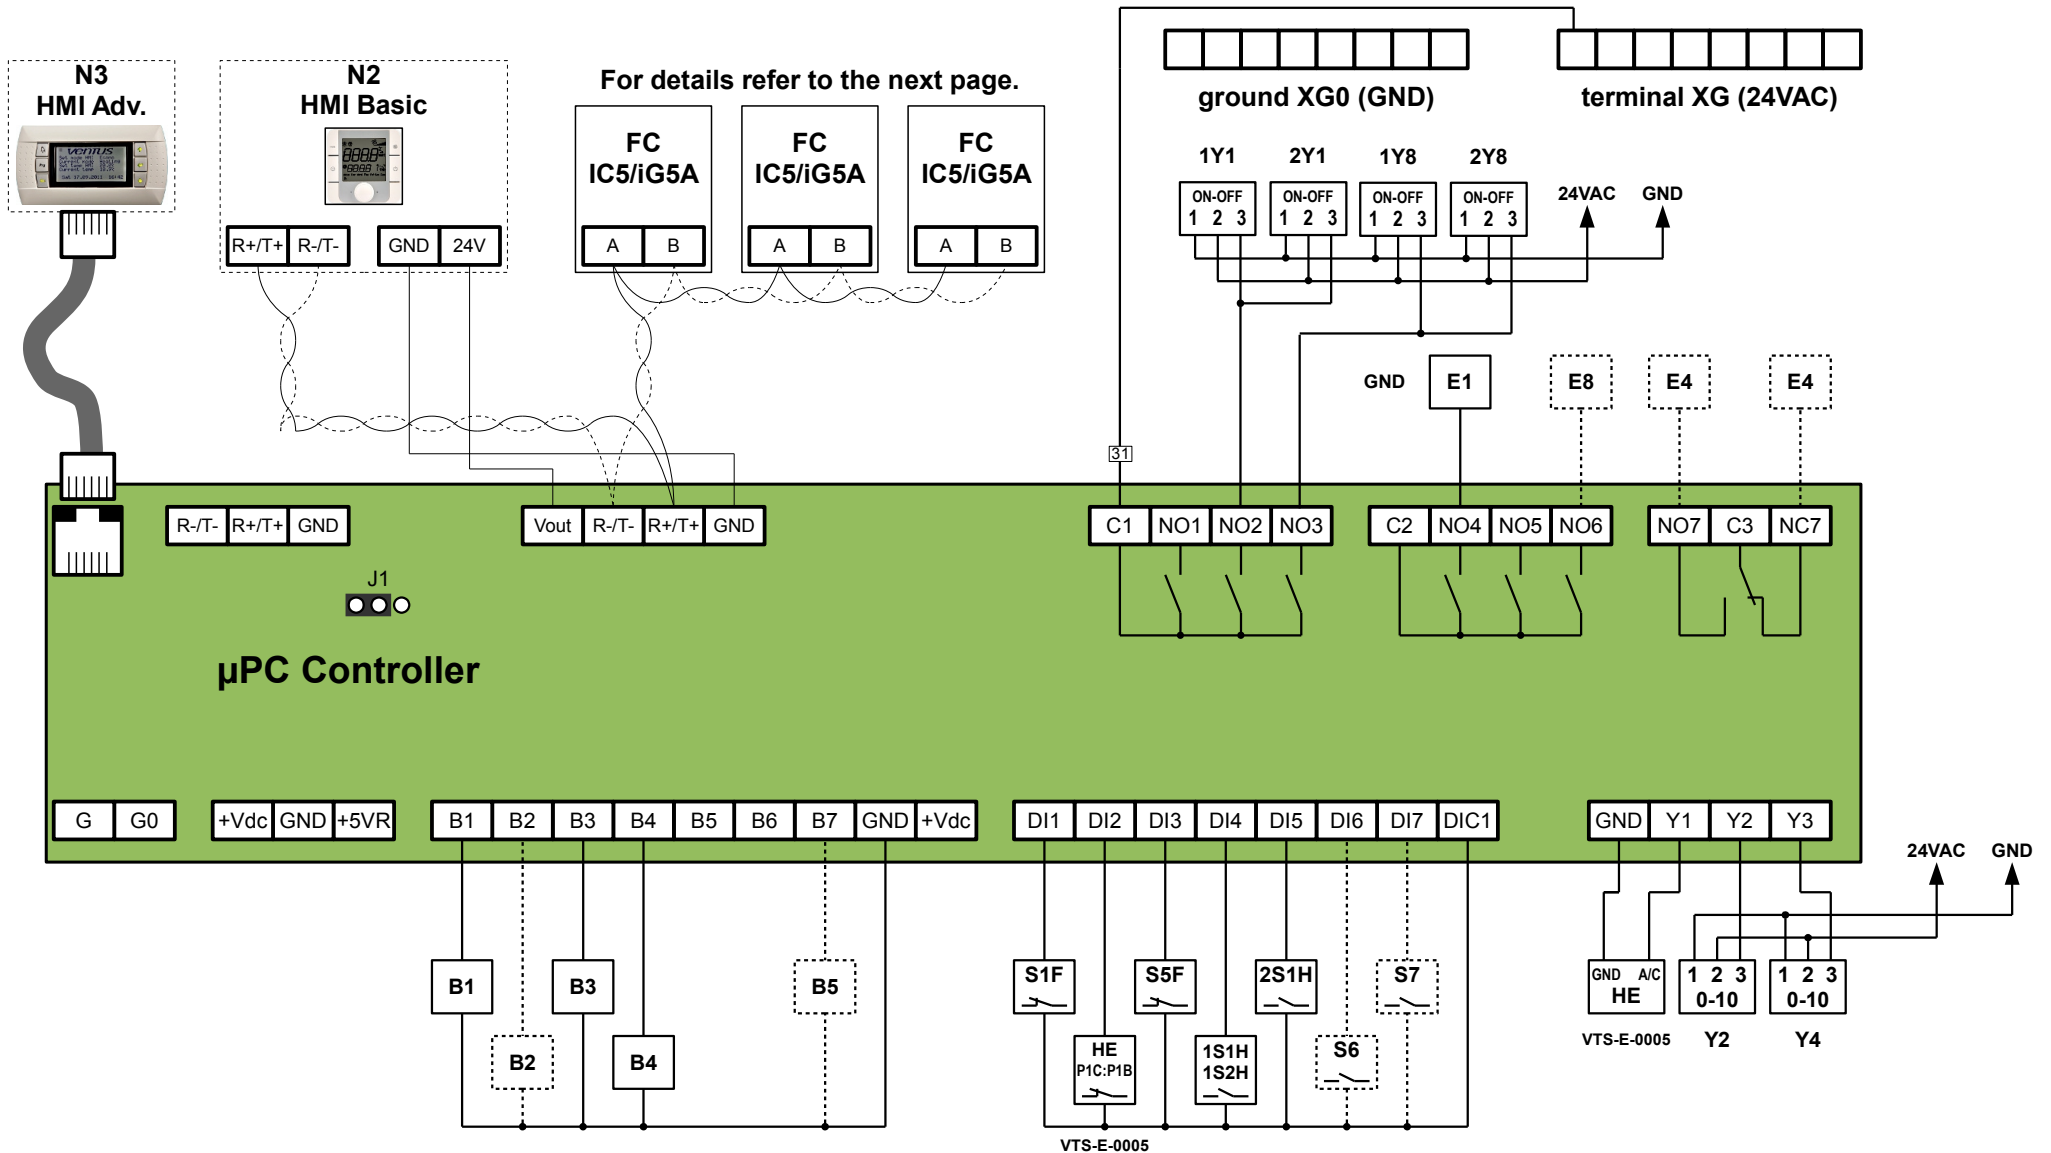 N3
HMI Adv.
ventus
N2
HMI Basic
R+/T+ R-/T- GND 24V
For details refer to the next page.
FC
IC5/iG5A
A B
FC
IC5/iG5A
A B
FC
IC5/iG5A
A B
ground XG0 (GND)
terminal XG (24VAC)
1Y1 2Y1 1Y8 2Y8
ON-OFF ON-OFF ON-OFF ON-OFF
1 2 3 1 2 3 1 2 3 1 2 3
24VAC GND
GND E1 E8 E4 E4
31
R-/T- R+/T+ GND
Vout R-/T- R+/T+ GND
C1 NO1 NO2 NO3
C2 NO4 NO5 NO6
NO7 C3 NC7
J1
µPC Controller
G G0
+Vdc GND +5VR
B1 B2 B3 B4 B5 B6 B7 GND +Vdc
DI1 DI2 DI3 DI4 DI5 DI6 DI7 DIC1
GND Y1 Y2 Y3
24VAC GND
B1 B3 B5
B2 B4
S1F S5F 2S1H S7
HE
P1C:P1B
1S1H
1S2H
S6
VTS-E-0005
GND A/C
HE
VTS-E-0005
1 2 3
0-10
Y2
1 2 3
0-10
Y4